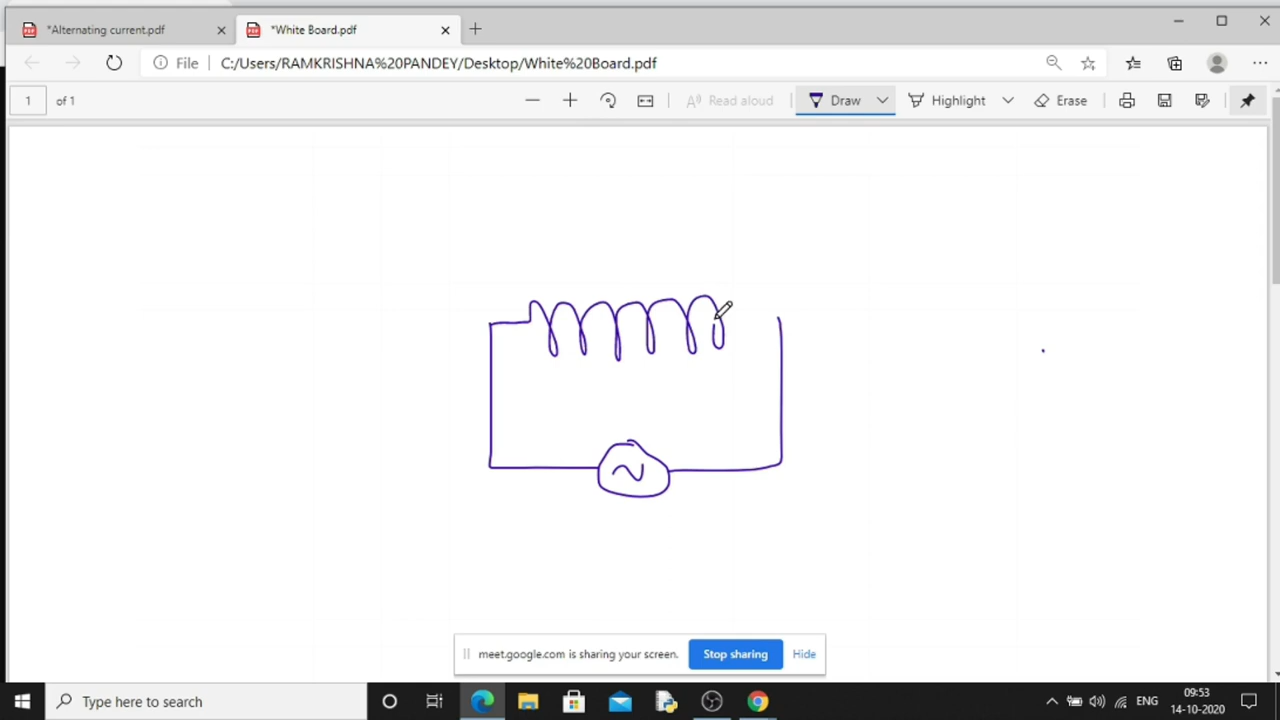 *Alternating current.pdf
*White Board.pdf
File
C:/Users/RAMKRISHNA%20PANDEY/Desktop/White%20Board.pdf
1 of 1
Read aloud
Draw
Highlight
Erase
meet.google.com is sharing your screen.
Stop sharing
Hide
Type here to search
ENG
09:53
14-10-2020